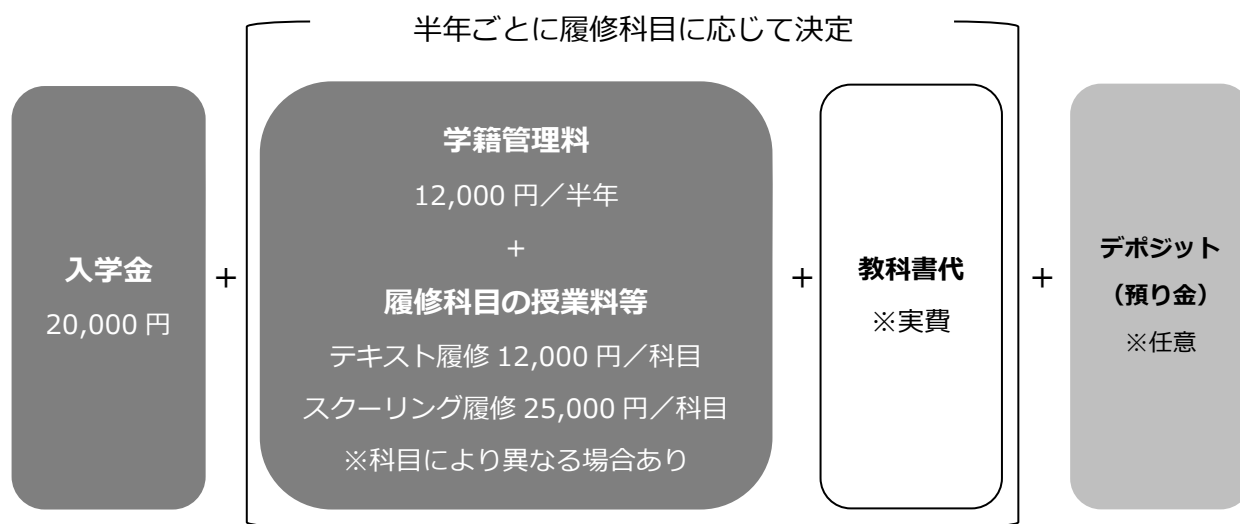 半年ごとに履修科目に応じて決定
入学金
20,000 円
+
学籍管理料
12,000 円／半年
+
履修科目の授業料等
テキスト履修 12,000 円／科目
スクーリング履修 25,000 円／科目
※科目により異なる場合あり
+
教科書代
※実費
+
デポジット
（預り金）
※任意